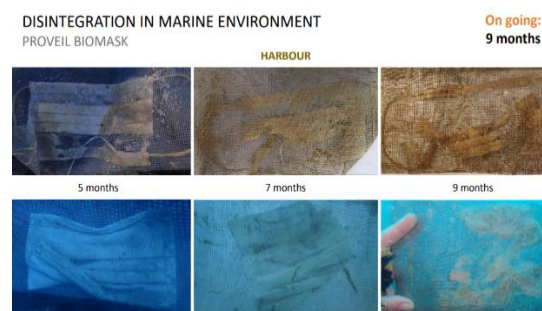 DISINTEGRATION IN MARINE ENVIRONMENT
PROVEIL BIOMASK
On going:
9 months
HARBOUR
5 months
7 months
9 months